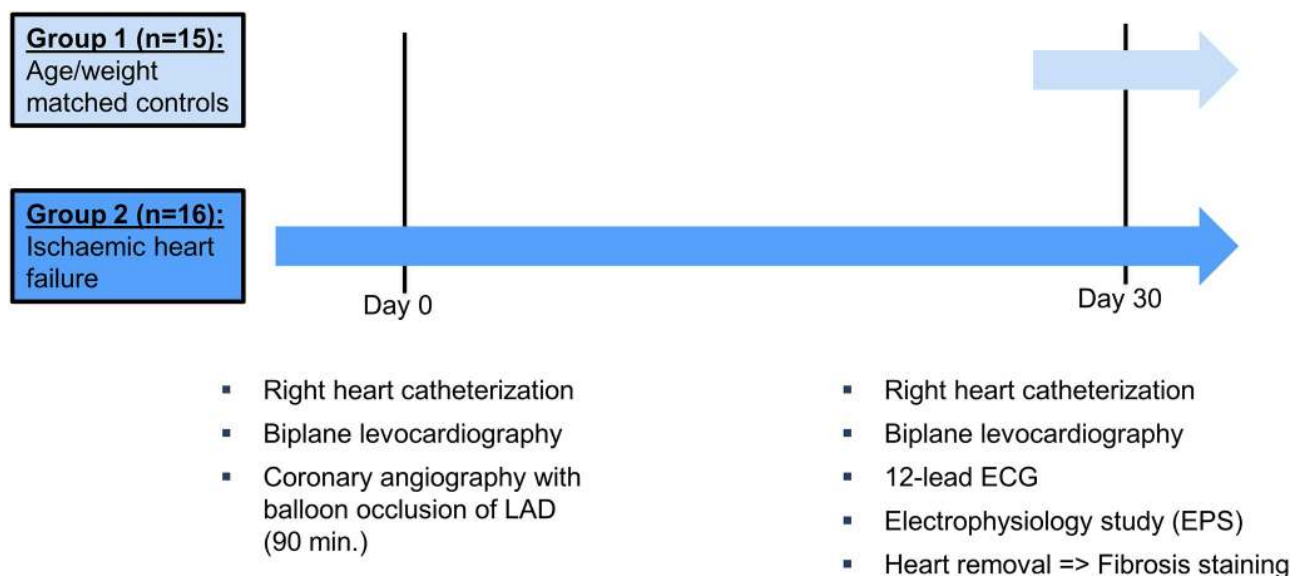 Group 1 (n=15):
Age/weight
matched controls
Group 2 (n=16):
Ischaemic heart
failure
Day 0
Day 30
▪ Right heart catheterization
▪ Biplane levocardiography
▪ Coronary angiography with
balloon occlusion of LAD
(90 min.)
▪ Right heart catheterization
▪ Biplane levocardiography
▪ 12-lead ECG
▪ Electrophysiology study (EPS)
▪ Heart removal => Fibrosis staining